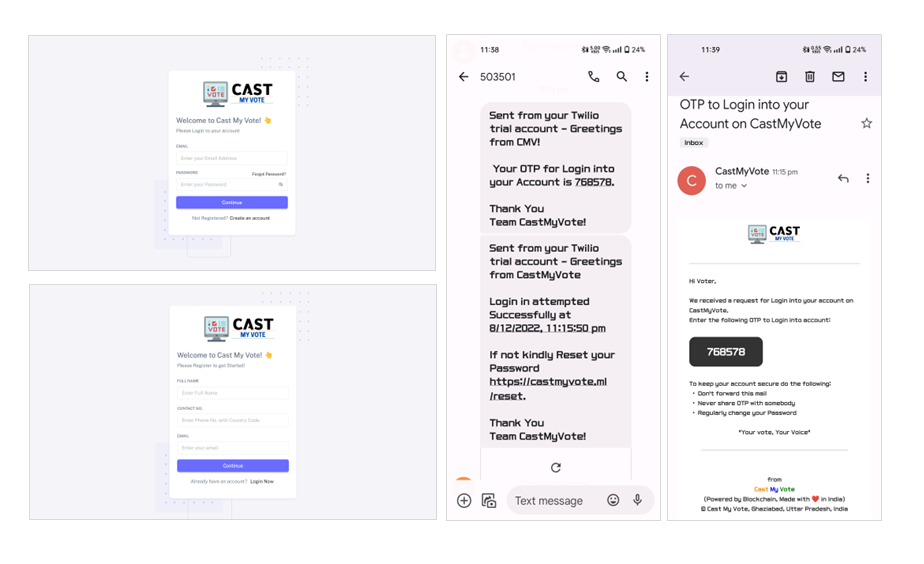 VOTE
CAST
MY VOTE
Welcome to Cast My Vote! 👆
Please Login to your account
EMAIL
Enter your Email Address
PASSWORD
Forgot Password?
Enter your Password
Continue
Not Registered? Create an account
VOTE
CAST
MY VOTE
Welcome to Cast My Vote! 👆
Please Register to get Started!
FULL NAME
Enter Full Name
CONTACT NO.
Enter Phone No. with Country Code
EMAIL
Enter your email
Continue
Already have an account? Login Now
11:38
24%
503501
Sent from your Twilio
trial account - Greetings
from CMV!
Your OTP for Login into
your Account is 768578.
Thank You
Team CastMyVote!
Sent from your Twilio
trial account - Greetings
from CastMyVote
Login in attempted
Successfully at
8/12/2022, 11:15:50 pm
If not kindly Reset your
Password
https://castmyvote.ml
/reset.
Thank You
Team CastMyVote!
Text message
11:39
24%
OTP to Login into your
Account on CastMyVote
Inbox
C
CastMyVote 11:15 pm
to me
VOTE
CAST
MY VOTE
Hi Voter,
We received a request for Login into your account on
CastMyVote.
Enter the following OTP to Login into account:
768578
To keep your account secure do the following:
• Don't forward this mail
• Never share OTP with somebody
• Regularly change your Password
"Your vote, Your Voice"
from
Cast My Vote
(Powered by Blockchain, Made with ❤️ in India)
© Cast My Vote, Ghaziabad, Utter Pradesh, India